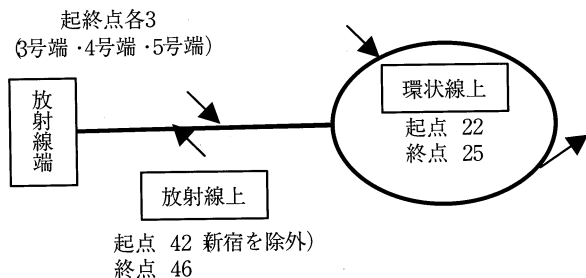 起終点各3
(3号端・4号端・5号端)
放射線端
環状線上
起点 22
終点 25
放射線上
起点 42 新宿を除外)
終点 46